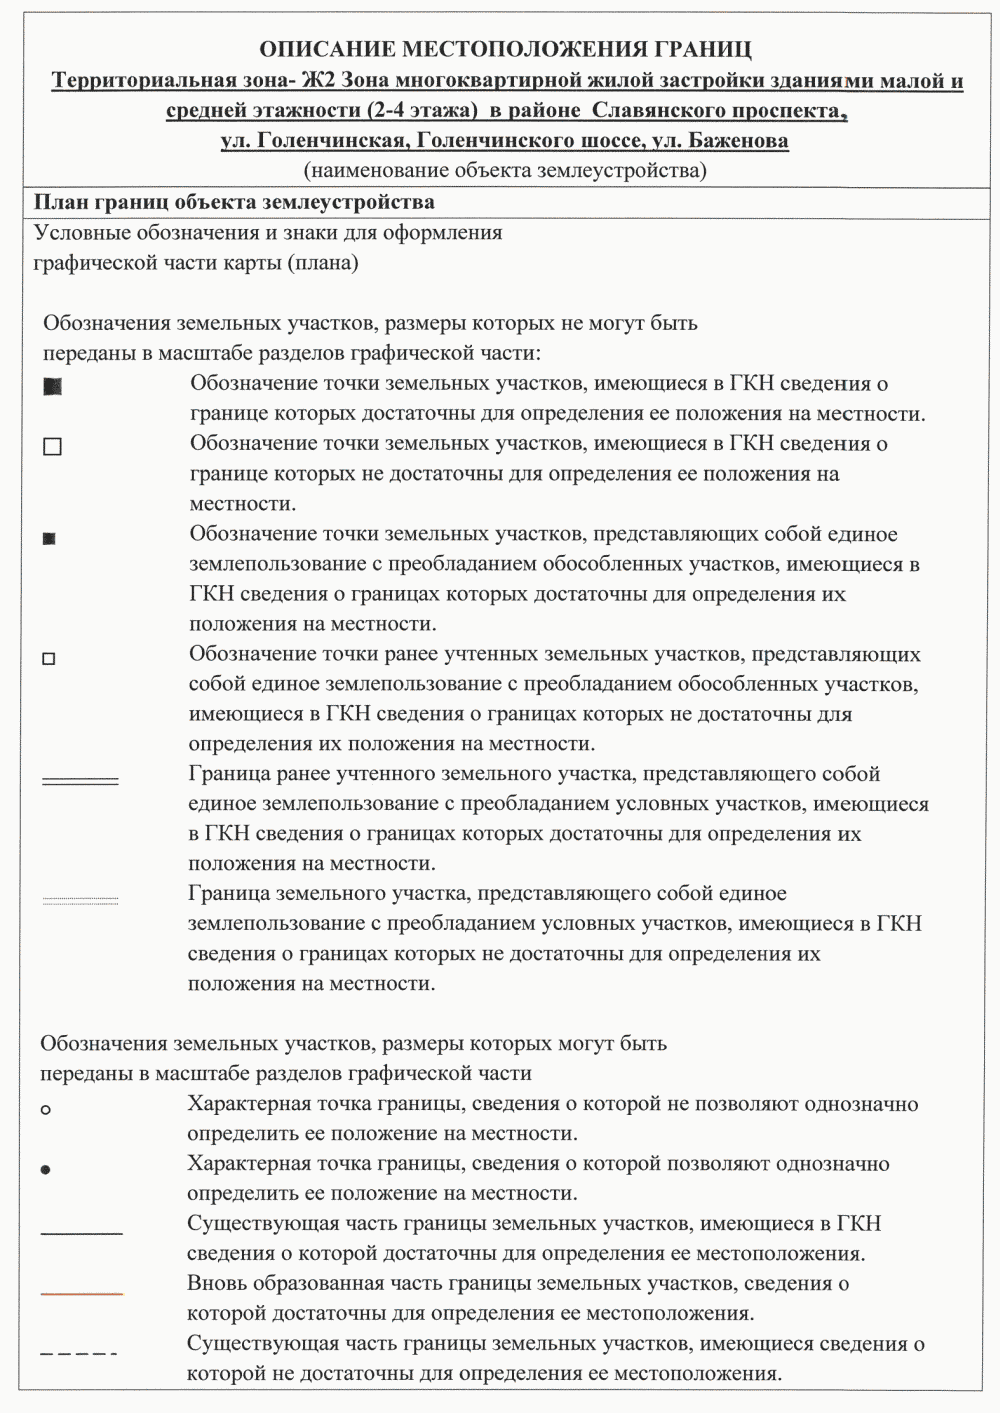 ОПИСАНИЕ МЕСТОПОЛОЖЕНИЯ ГРАНИЦ
Территориальная зона- Ж2 Зона многоквартирной жилой застройки зданиями малой и
средней этажности (2-4 этажа)  в районе  Славянского проспекта,
ул. Голенчинская, Голенчинского шоссе, ул. Баженова
(наименование объекта землеустройства)
План границ объекта землеустройства
Условные обозначения и знаки для оформления
графической части карты (плана)
Обозначения земельных участков, размеры которых не могут быть
переданы в масштабе разделов графической части:
Обозначение точки земельных участков, имеющиеся в ГКН сведения о
границе которых достаточны для определения ее положения на местности.
Обозначение точки земельных участков, имеющиеся в ГКН сведения о
границе которых не достаточны для определения ее положения на
местности.
Обозначение точки земельных участков, представляющих собой единое
землепользование с преобладанием обособленных участков, имеющиеся в
ГКН сведения о границах которых достаточны для определения их
положения на местности.
Обозначение точки ранее учтенных земельных участков, представляющих
собой единое землепользование с преобладанием обособленных участков,
имеющиеся в ГКН сведения о границах которых не достаточны для
определения их положения на местности.
Граница ранее учтенного земельного участка, представляющего собой
единое землепользование с преобладанием условных участков, имеющиеся
в ГКН сведения о границах которых достаточны для определения их
положения на местности.
Граница земельного участка, представляющего собой единое
землепользование с преобладанием условных участков, имеющиеся в ГКН
сведения о границах которых не достаточны для определения их
положения на местности.
Обозначения земельных участков, размеры которых могут быть
переданы в масштабе разделов графической части
Характерная точка границы, сведения о которой не позволяют однозначно
определить ее положение на местности.
Характерная точка границы, сведения о которой позволяют однозначно
определить ее положение на местности.
Существующая часть границы земельных участков, имеющиеся в ГКН
сведения о которой достаточны для определения ее местоположения.
Вновь образованная часть границы земельных участков, сведения о
которой достаточны для определения ее местоположения.
Существующая часть границы земельных участков, имеющиеся сведения о
которой не достаточны для определения ее местоположения.